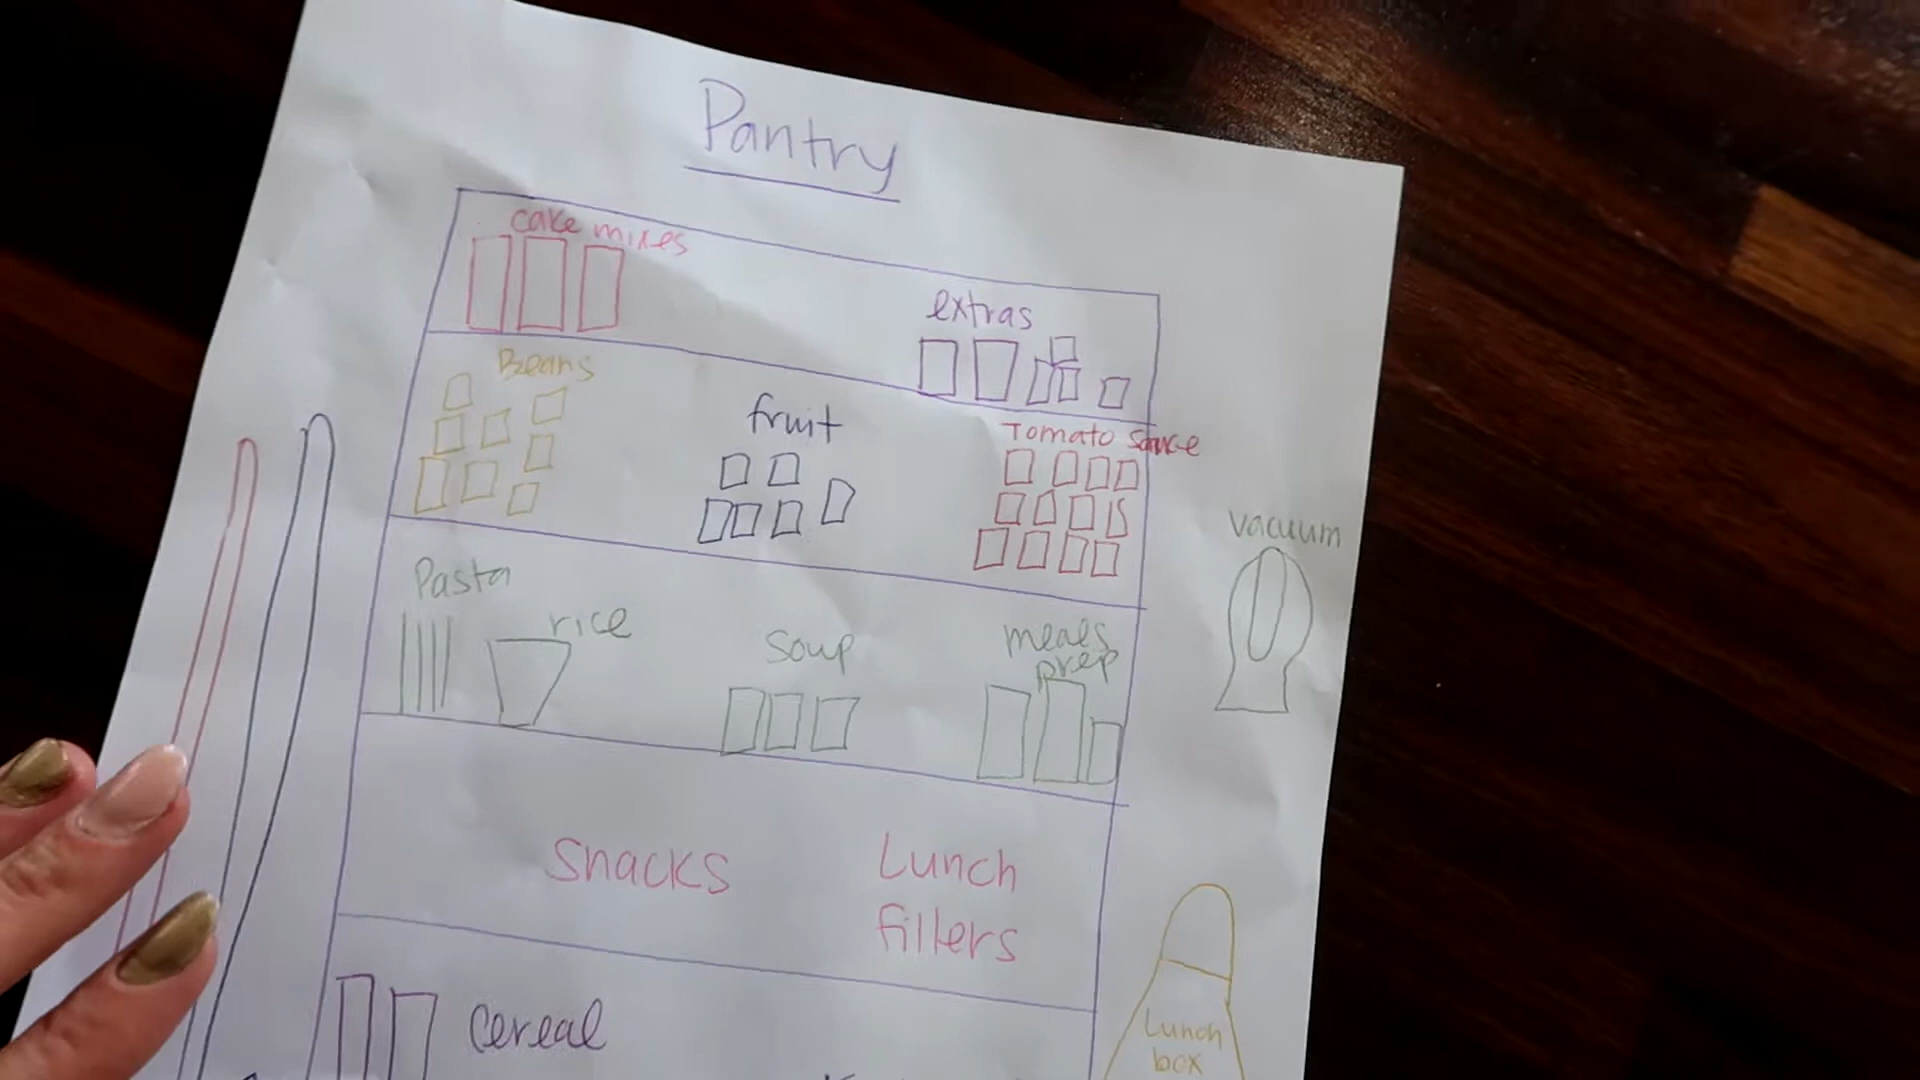 Pantry
cake mixes
extras
Beans
fruit
Tomato sauce
vacuum
Pasta
rice
soup
meals
prep
snacks
Lunch
fillers
cereal
Lunch
box